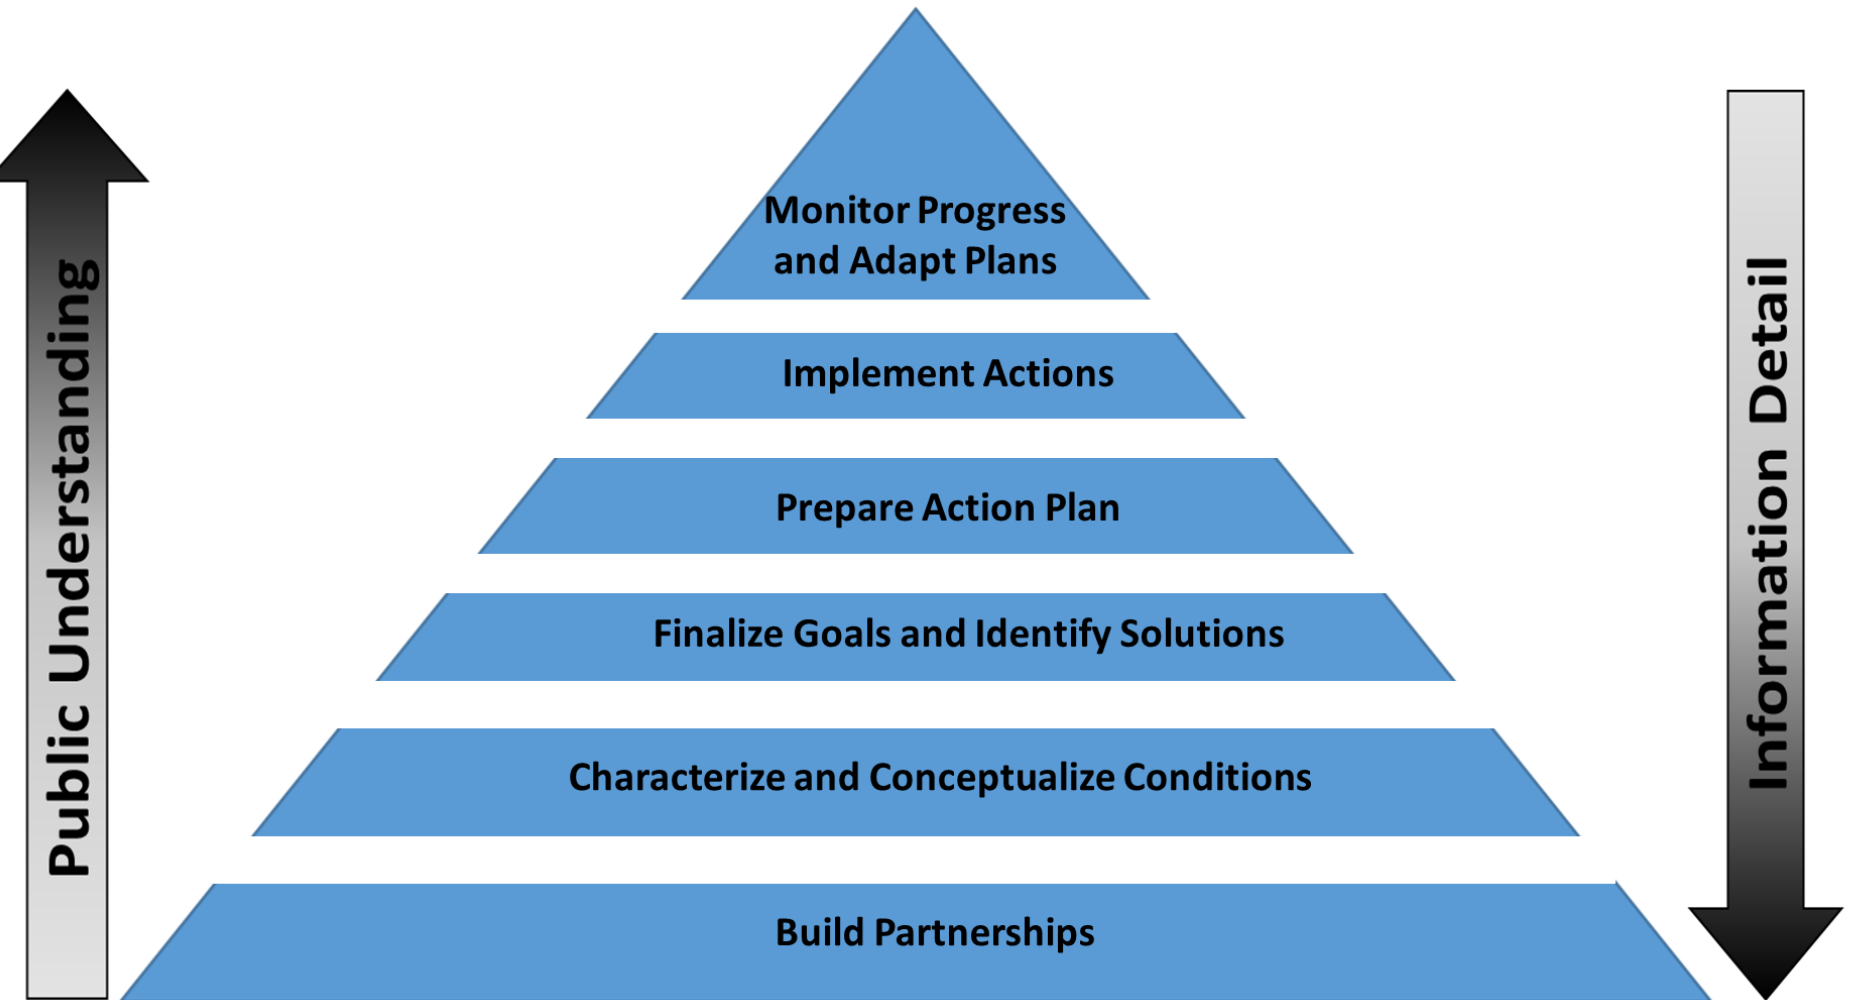 Monitor Progress
and Adapt Plans
Implement Actions
Prepare Action Plan
Finalize Goals and Identify Solutions
Characterize and Conceptualize Conditions
Build Partnerships
Public Understanding
Information Detail